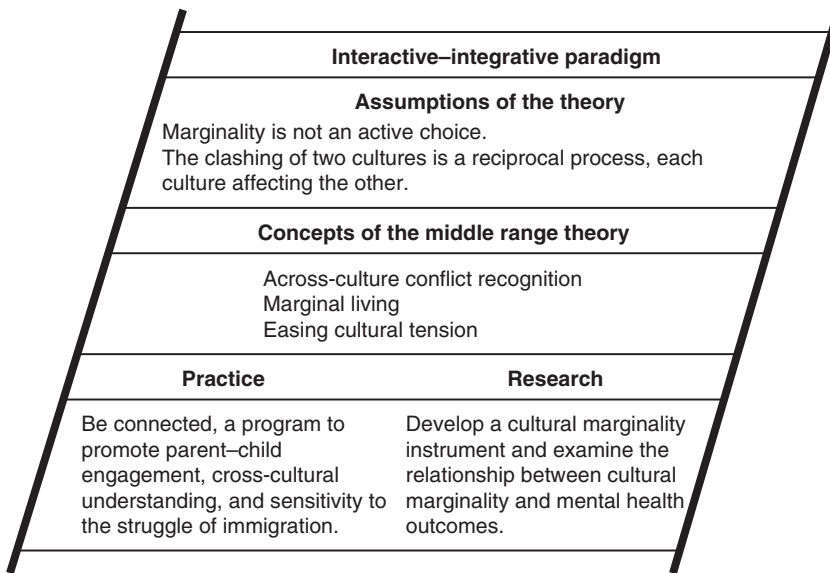 Interactive–integrative paradigm
Assumptions of the theory
Marginality is not an active choice.
The clashing of two cultures is a reciprocal process, each
culture affecting the other.
Concepts of the middle range theory
Across-culture conflict recognition
Marginal living
Easing cultural tension
Practice
Be connected, a program to
promote parent–child
engagement, cross-cultural
understanding, and sensitivity to
the struggle of immigration.
Research
Develop a cultural marginality
instrument and examine the
relationship between cultural
marginality and mental health
outcomes.